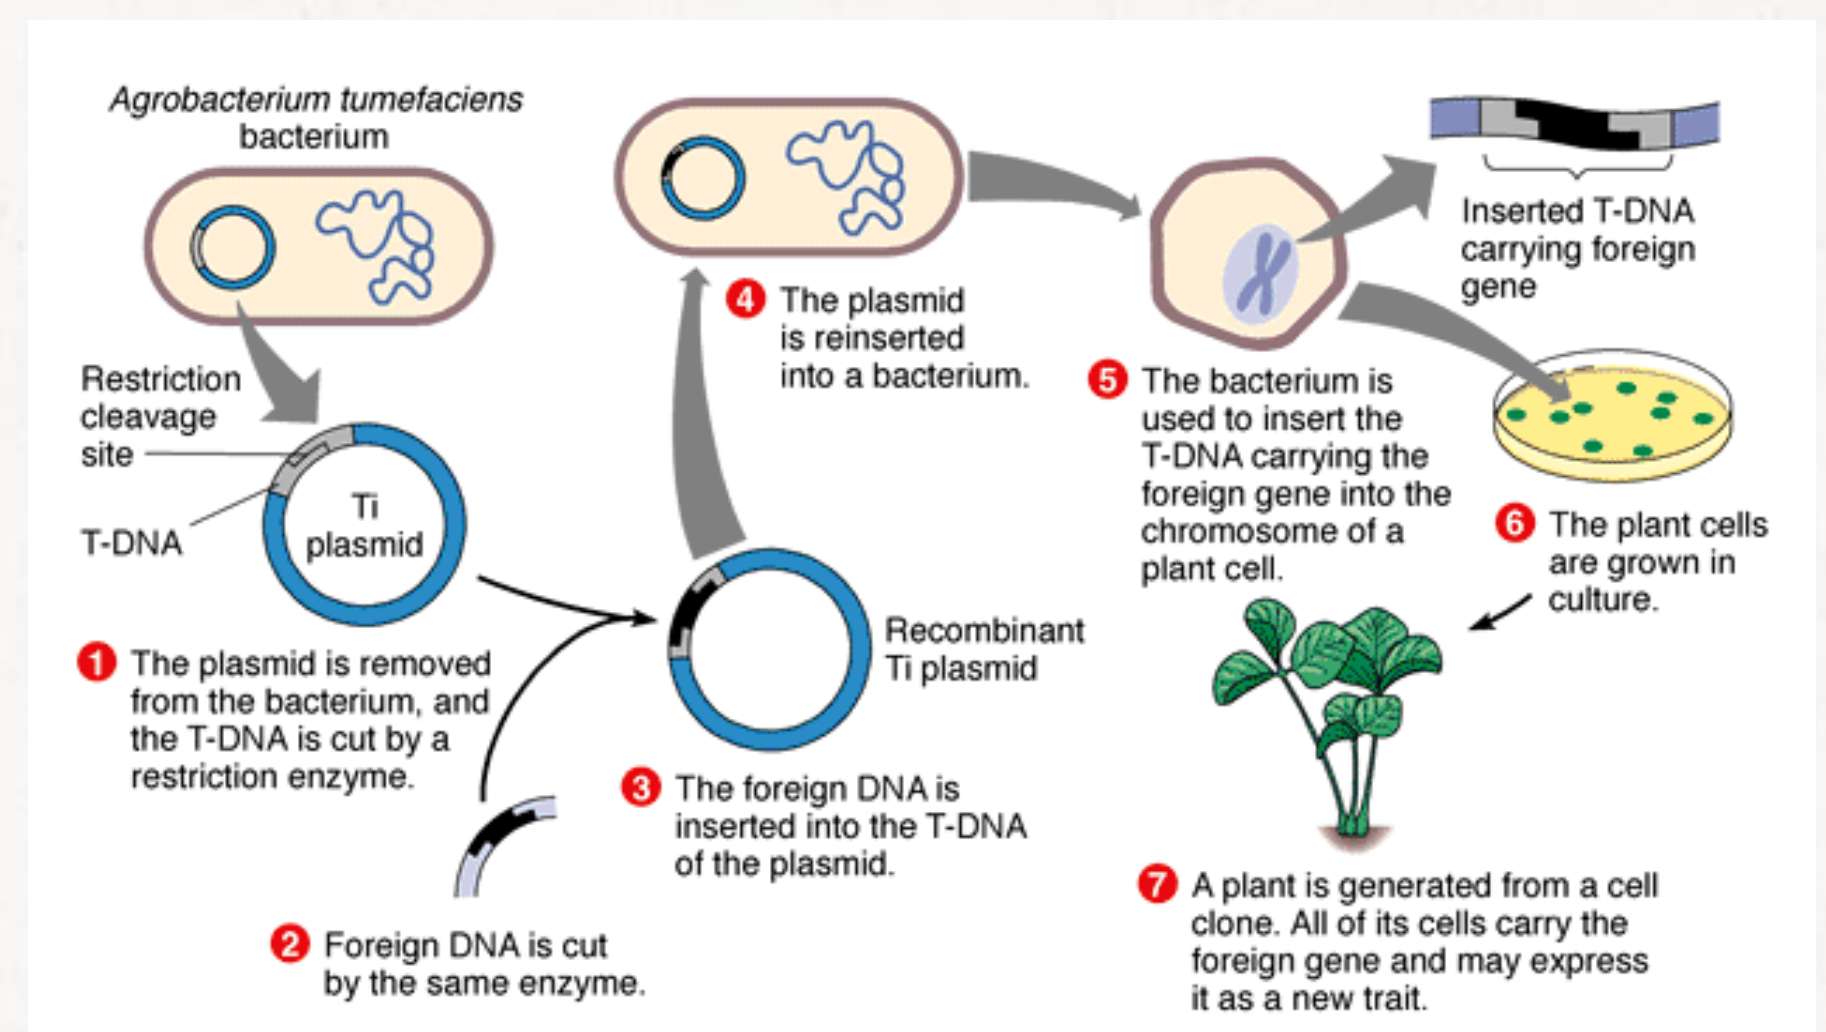 Agrobacterium tumefaciens
bacterium
Restriction
cleavage
site
T-DNA
Ti
plasmid
1 The plasmid is removed
from the bacterium, and
the T-DNA is cut by a
restriction enzyme.
2 Foreign DNA is cut
by the same enzyme.
Recombinant
Ti plasmid
3 The foreign DNA is
inserted into the T-DNA
of the plasmid.
4 The plasmid
is reinserted
into a bacterium.
5 The bacterium is
used to insert the
T-DNA carrying the
foreign gene into the
chromosome of a
plant cell.
Inserted T-DNA
carrying foreign
gene
6 The plant cells
are grown in
culture.
7 A plant is generated from a cell
clone. All of its cells carry the
foreign gene and may express
it as a new trait.